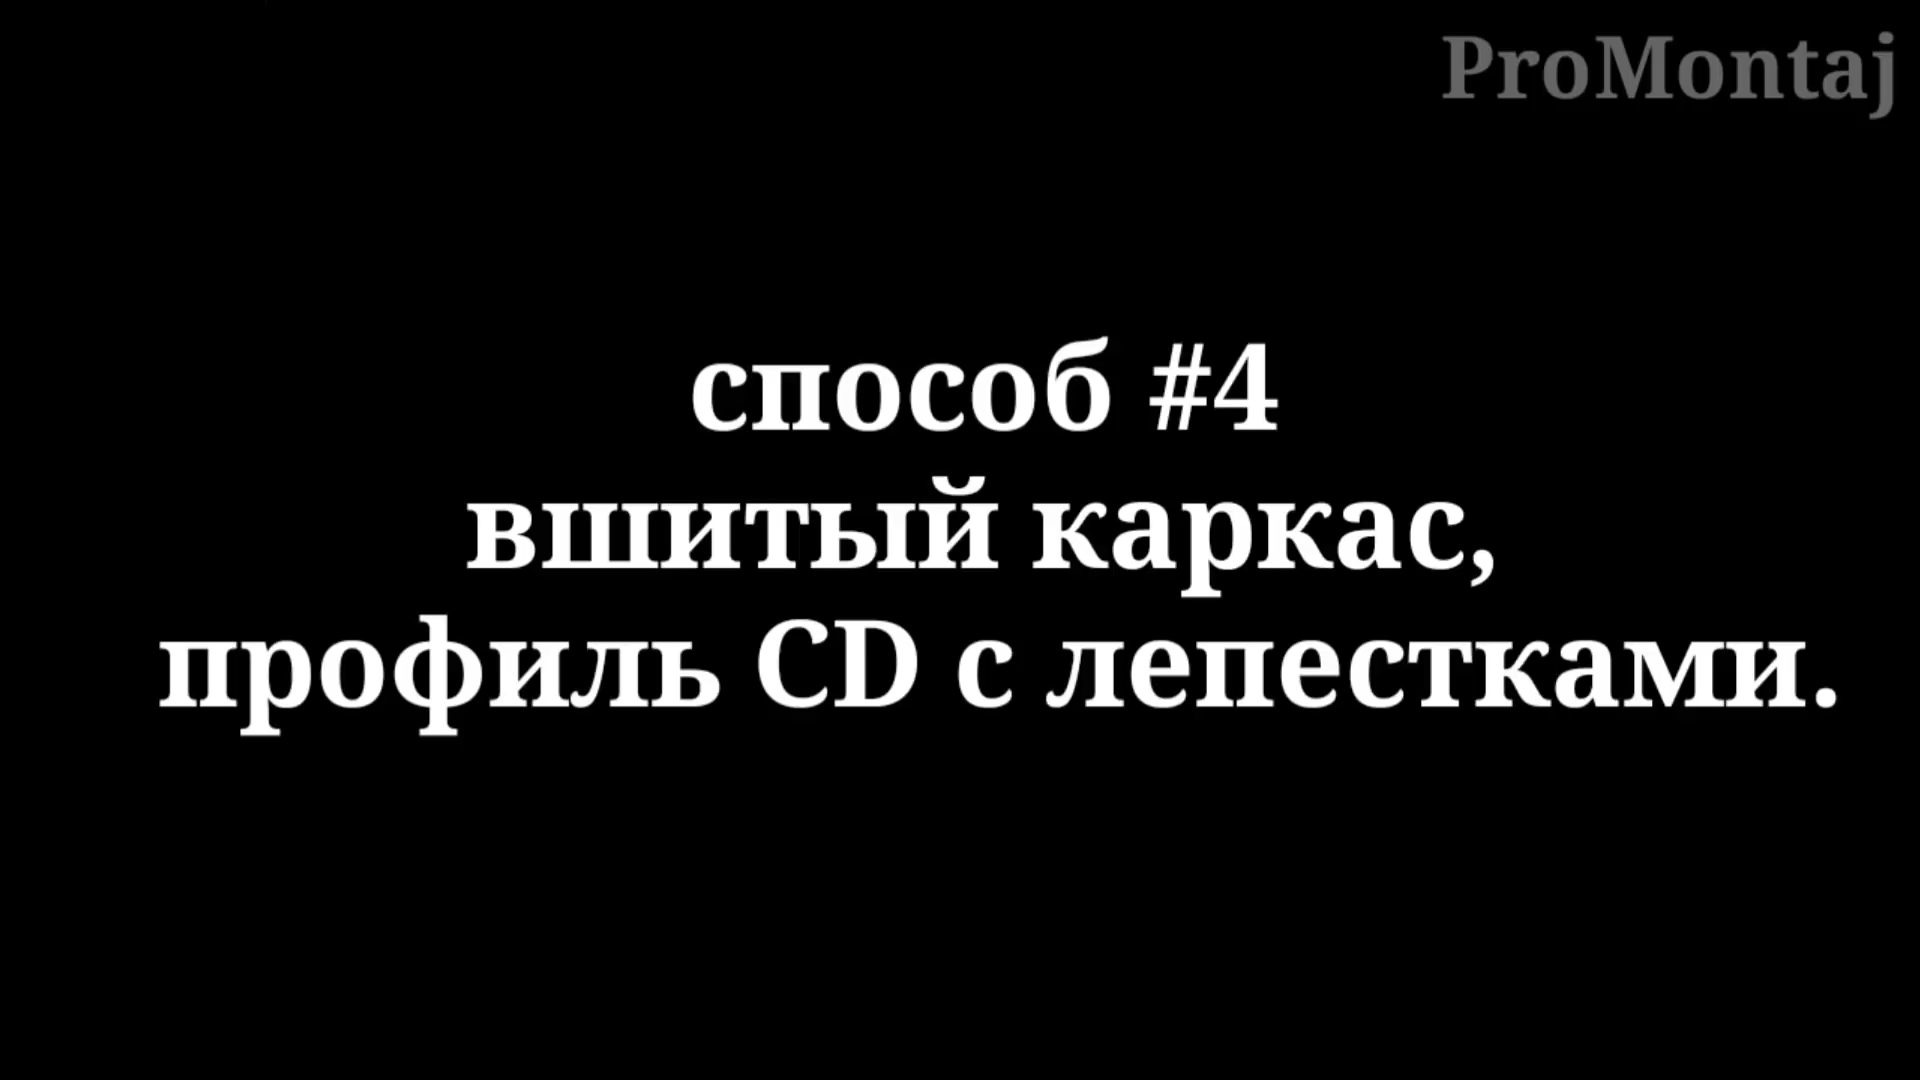 ProMontaj
способ #4
вшитый каркас,
профиль CD с лепестками.